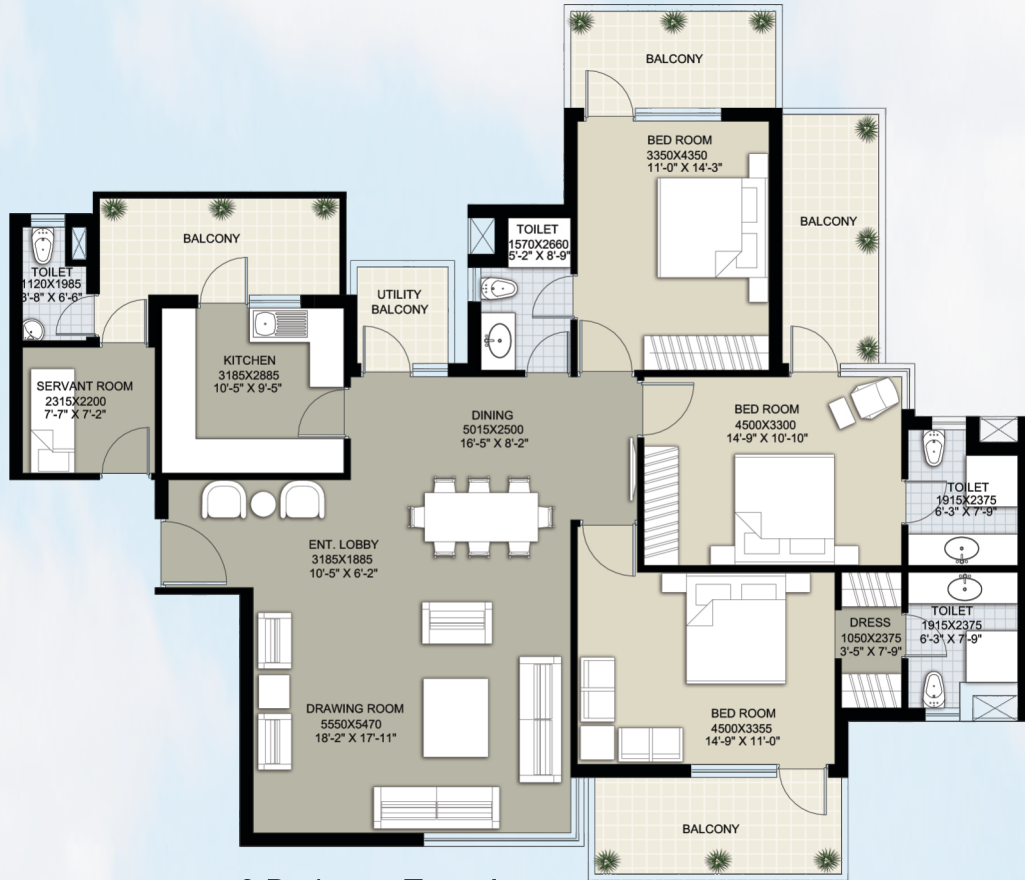 BALCONY
BED ROOM
3350X4350
11'-0" X 14'-3"
BALCONY
BALCONY
TOILET
1570X2660
5'-2" X 8'-9"
TOILET
1120X1985
3'-8" X 6'-6"
UTILITY
BALCONY
KITCHEN
3185X2885
10'-5" X 9'-5"
SERVANT ROOM
2315X2200
7'-7" X 7'-2"
DINING
5015X2500
16'-5" X 8'-2"
BED ROOM
4500X3300
14'-9" X 10'-10"
TOILET
1915X2375
6'-3" X 7'-9"
ENT. LOBBY
3185X1885
10'-5" X 6'-2"
TOILET
1915X2375
6'-3" X 7'-9"
DRESS
1050X2375
3'-5" X 7'-9"
DRAWING ROOM
5550X5470
18'-2" X 17'-11"
BED ROOM
4500X3355
14'-9" X 11'-0"
BALCONY